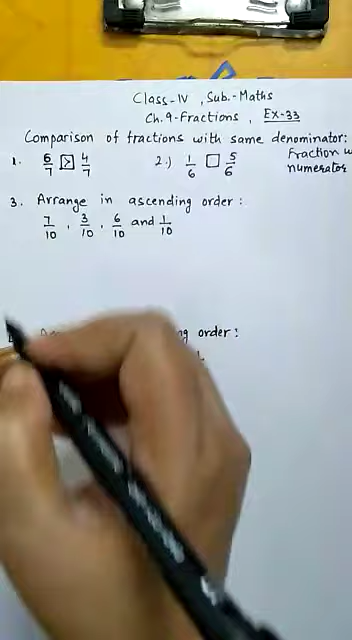 Class-IV, Sub.-Maths
Ch.9-Fractions, Ex-33
Comparison of fractions with same denominator:
Fraction
numerator
1. 6/7 > 4/7 2.) 1/6 □ 5/6
3. Arrange in ascending order:
7/10, 3/10, 6/10 and 1/10
order: